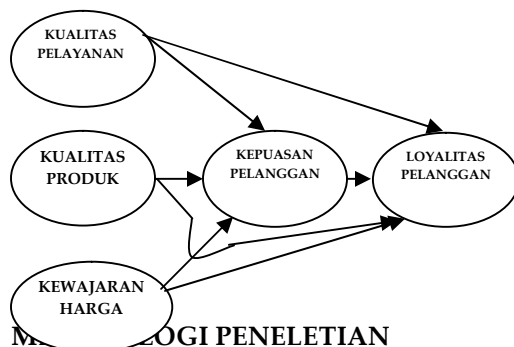 KUALITAS
PELAYANAN
KUALITAS
PRODUK
KEPUASAN
PELANGGAN
LOYALITAS
PELANGGAN
KEWAJARAN
HARGA
PENELETIAN